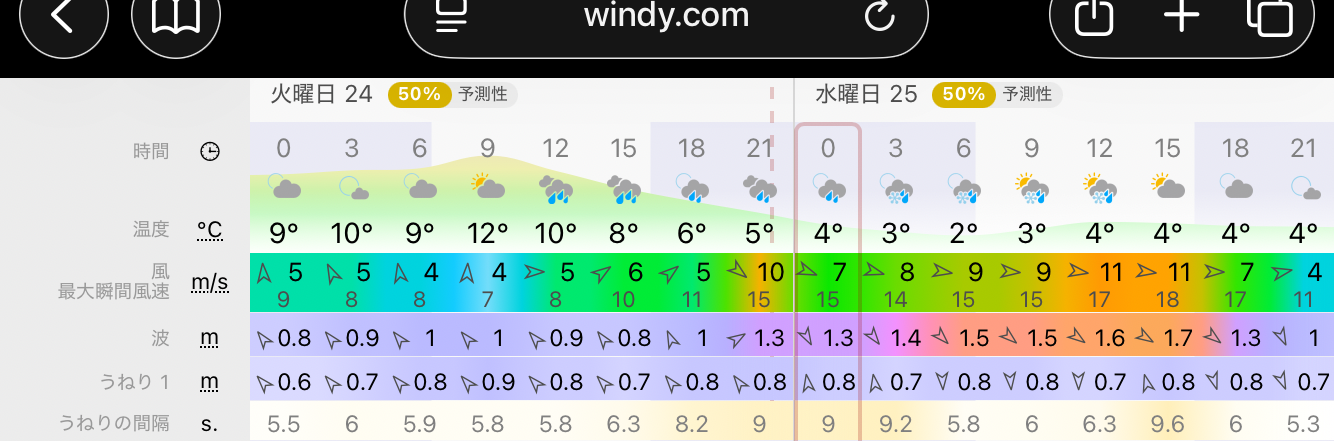 windy.com
火曜日 24 50% 予測性 水曜日 25 50% 予測性
時間 0 3 6 9 12 15 18 21 0 3 6 9 12 15 18 21
温度 °C 9° 10° 9° 12° 10° 8° 6° 5° 4° 3° 2° 3° 4° 4° 4° 4°
風 m/s 5 5 4 4 5 6 5 10 7 8 9 9 11 11 7 4
最大瞬間風速 9 8 8 7 8 10 11 15 15 14 15 15 17 18 17 11
波 m 0.8 0.9 1 1 0.9 0.8 1 1.3 1.3 1.4 1.5 1.5 1.6 1.7 1.3 1
うねり 1 m 0.6 0.7 0.8 0.9 0.8 0.7 0.8 0.8 0.8 0.7 0.8 0.8 0.7 0.8 0.8 0.7
うねりの間隔 s. 5.5 6 5.9 5.8 5.8 6.3 8.2 9 9 9.2 5.8 6 6.3 9.6 6 5.3